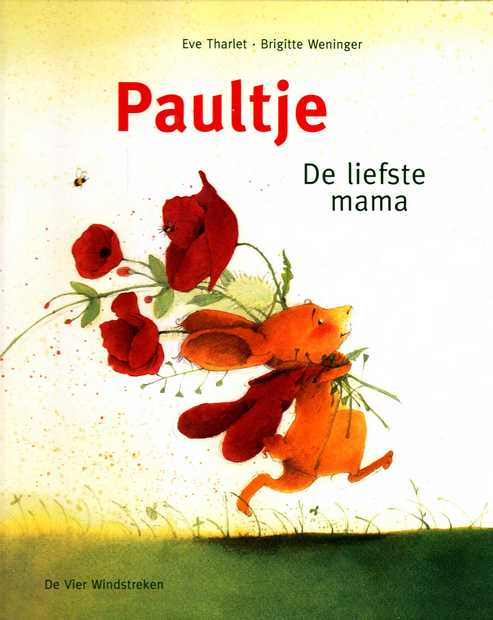 Eve Tharlet · Brigitte Weninger
Paultje
De liefste
mama
De Vier Windstreken